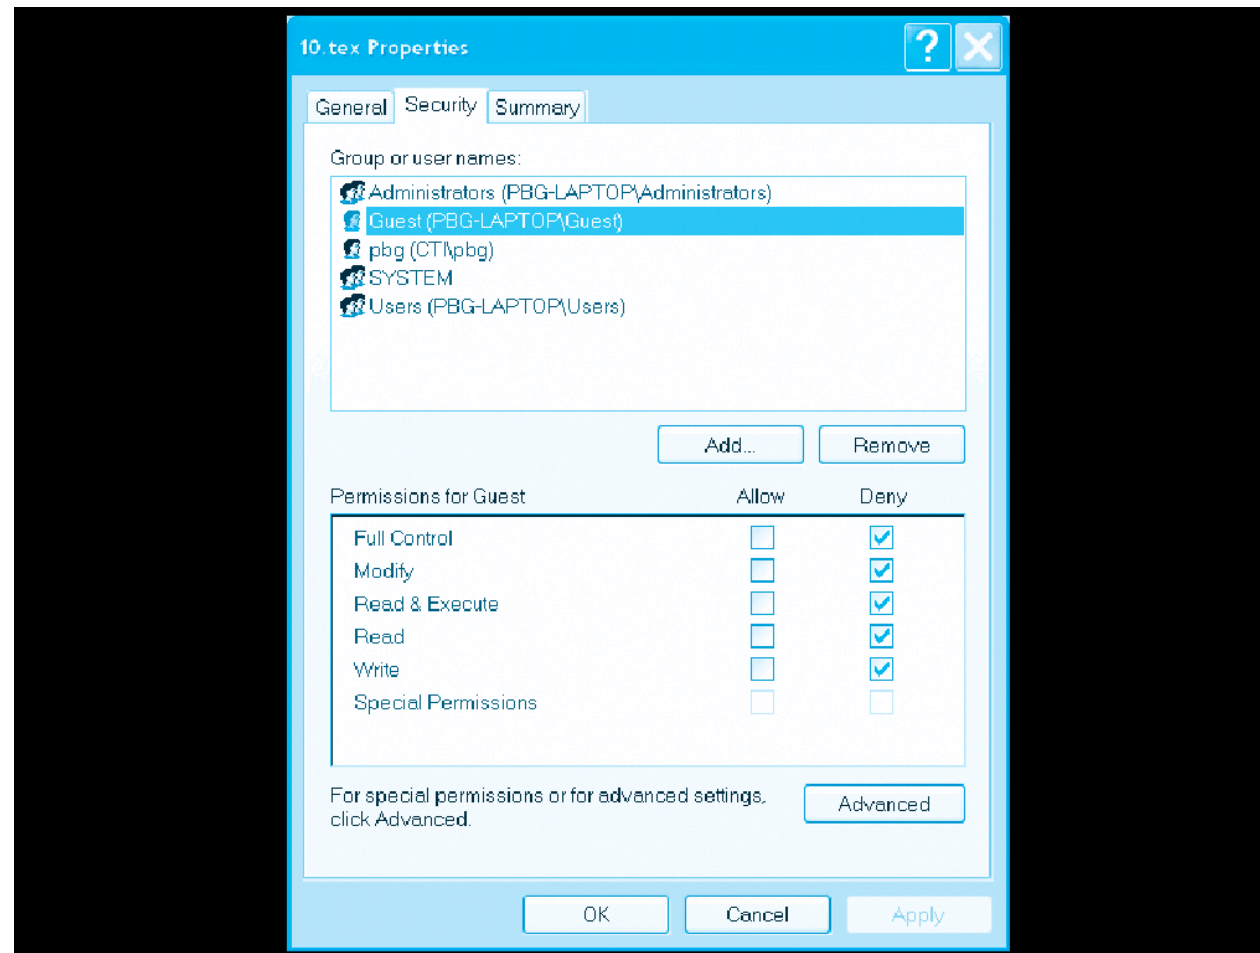 10.tex Properties
?
General Security Summary
Group or user names:
Administrators (PBG-LAPTOP\Administrators)
Guest (PBG-LAPTOP\Guest)
pbg (CTI\pbg)
SYSTEM
Users (PBG-LAPTOP\Users)
Add... Remove
Permissions for Guest Allow Deny
Full Control
Modify
Read & Execute
Read
Write
Special Permissions
For special permissions or for advanced settings,
click Advanced.
Advanced
OK Cancel Apply